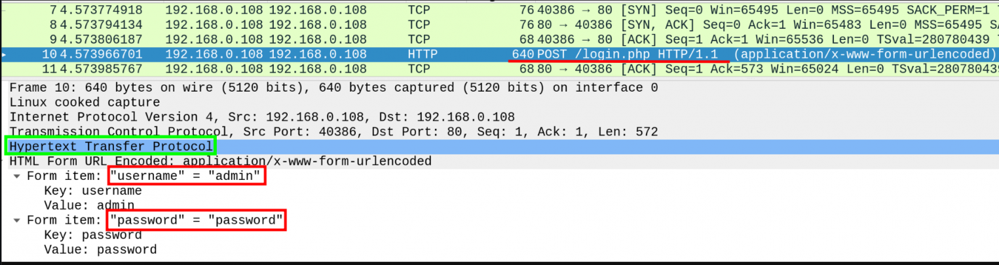 7 4.573774918 192.168.0.108 192.168.0.108 TCP 76 40386 → 80 [SYN] Seq=0 Win=65495 Len=0 MSS=65495 SACK_PERM=1
8 4.573794134 192.168.0.108 192.168.0.108 TCP 76 80 → 40386 [SYN, ACK] Seq=0 Ack=1 Win=65483 Len=0 MSS=65495 SA
9 4.573806187 192.168.0.108 192.168.0.108 TCP 68 40386 → 80 [ACK] Seq=1 Ack=1 Win=65536 Len=0 TSval=280780439
10 4.573966701 192.168.0.108 192.168.0.108 HTTP 640 POST /login.php HTTP/1.1 (application/x-www-form-urlencoded)
11 4.573985767 192.168.0.108 192.168.0.108 TCP 68 80 → 40386 [ACK] Seq=1 Ack=573 Win=65024 Len=0 TSval=280780439
Frame 10: 640 bytes on wire (5120 bits), 640 bytes captured (5120 bits) on interface 0
Linux cooked capture
Internet Protocol Version 4, Src: 192.168.0.108, Dst: 192.168.0.108
Transmission Control Protocol, Src Port: 40386, Dst Port: 80, Seq: 1, Ack: 1, Len: 572
Hypertext Transfer Protocol
HTML Form URL Encoded: application/x-www-form-urlencoded
Form item: "username" = "admin"
Key: username
Value: admin
Form item: "password" = "password"
Key: password
Value: password